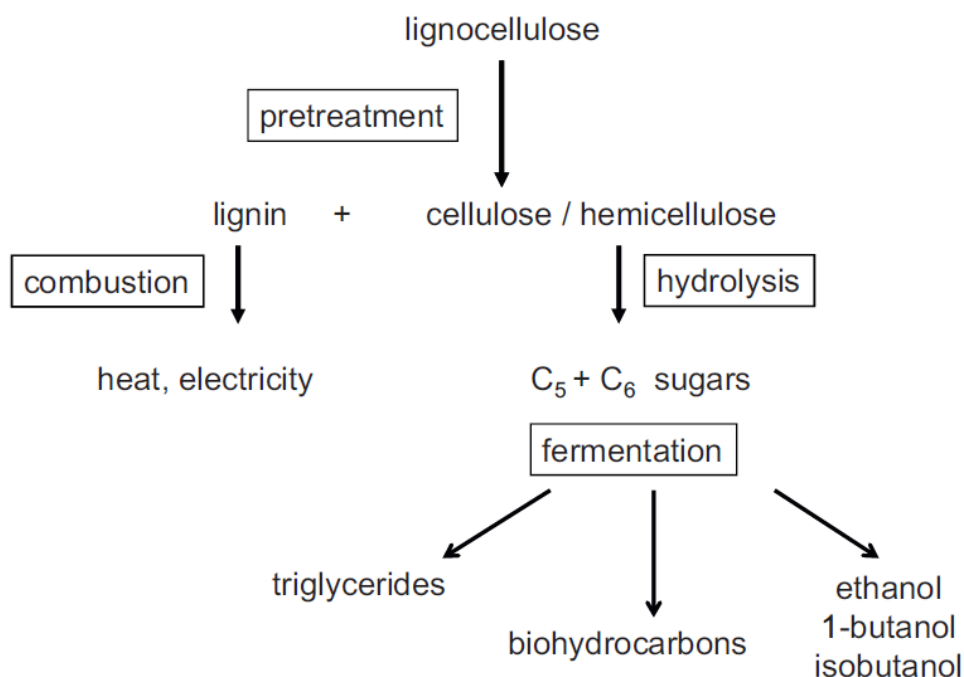 lignocellulose
pretreatment
lignin + cellulose / hemicellulose
combustion
hydrolysis
heat, electricity
C₅ + C₆ sugars
fermentation
triglycerides
biohydrocarbons
ethanol
1-butanol
isobutanol